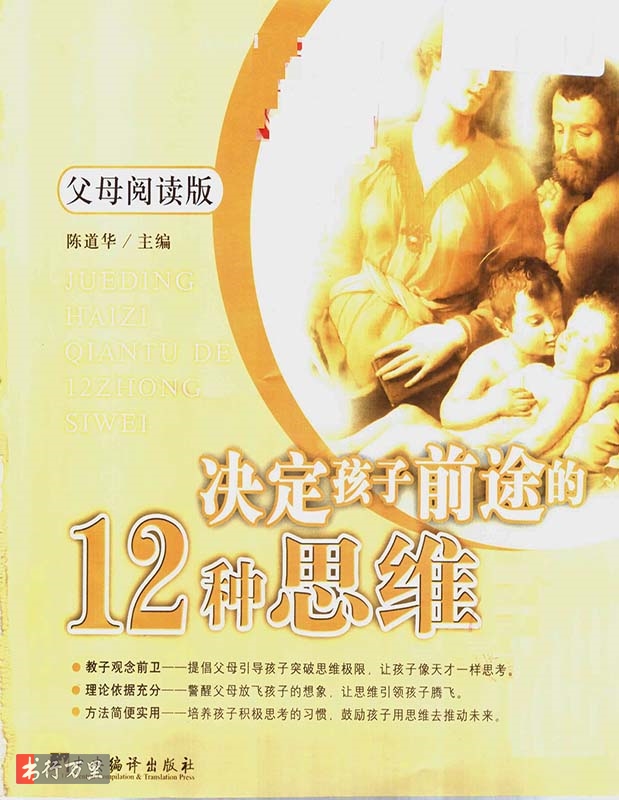 父母阅读版
陈道华／主编
JUEDING
HAIZI
QIANTU DE
12ZHONG
SIWEI
决定孩子前途的
12种思维
● 教子观念前卫——提倡父母引导孩子突破思维极限，让孩子像天才一样思考。
● 理论依据充分——警醒父母放飞孩子的想象，让思维引领孩子腾飞。
● 方法简便实用——培养孩子积极思考的习惯，鼓励孩子用思维去推动未来。
编译出版社
Compilation & Translation Press
书行万里